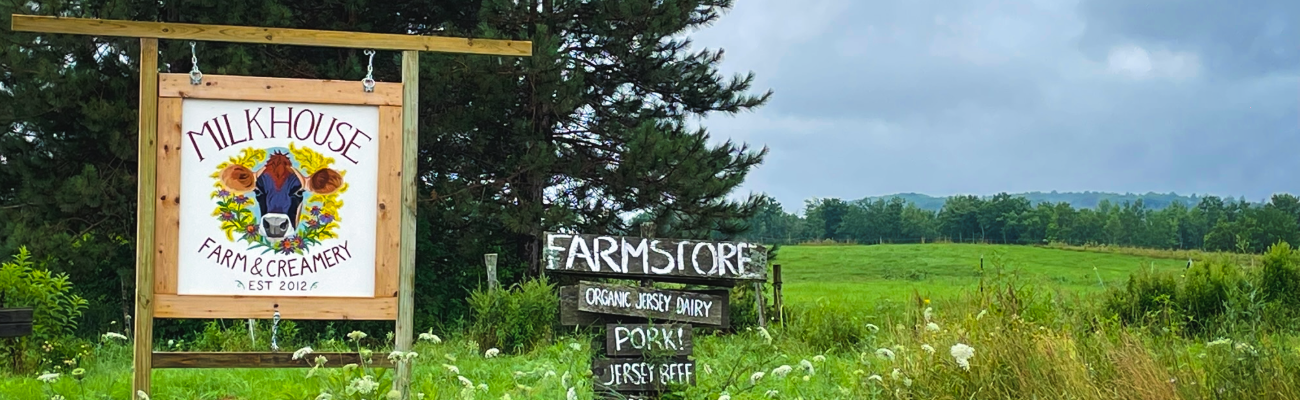 MILKHOUSE
FARM & CREAMERY
EST 2012
FARMSTORE
ORGANIC JERSEY DAIRY
PORK!
JERSEY BEEF